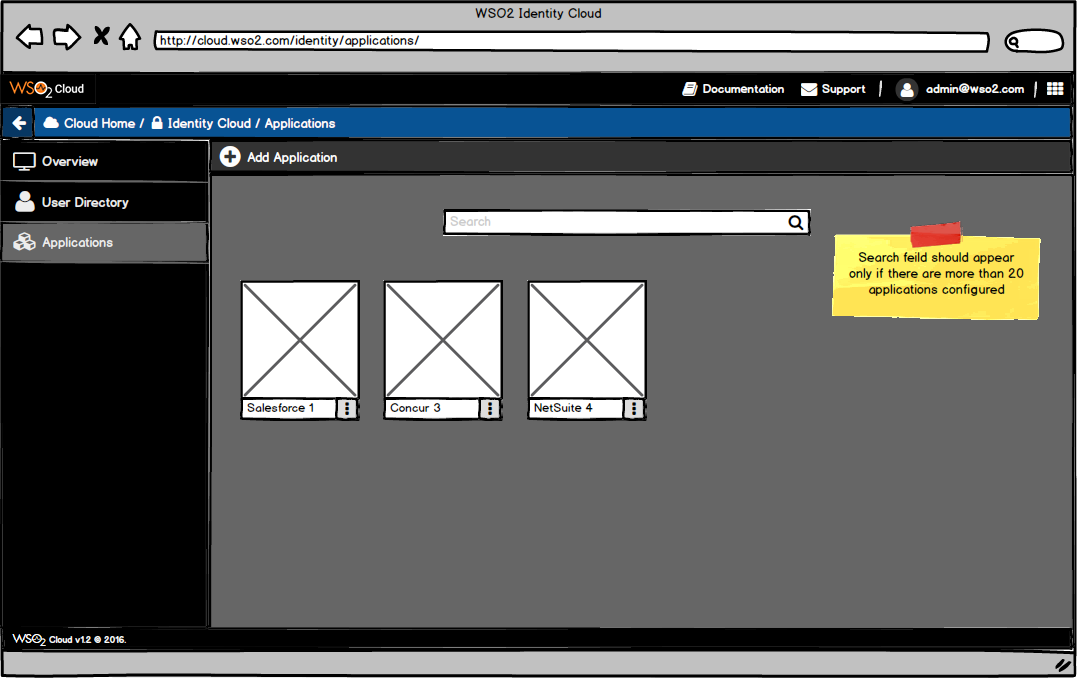 WSO2 Identity Cloud
http://cloud.wso2.com/identity/applications/
WSO2 Cloud
Documentation
Support
|
admin@wso2.com
|
Cloud Home / Identity Cloud / Applications
Overview
Add Application
User Directory
Applications
Search
Search feild should appear
only if there are more than 20
applications configured
Salesforce 1
Concur 3
NetSuite 4
WSO2 Cloud v1.2 © 2016.